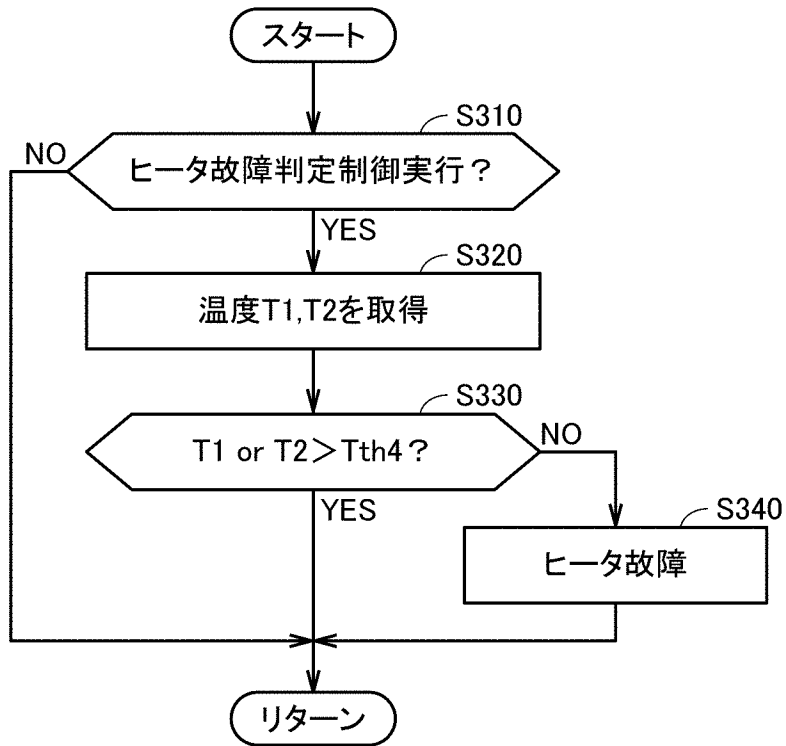 スタート
S310
NO
ヒータ故障判定制御実行？
YES
S320
温度T1,T2を取得
S330
T1 or T2＞Tth4？
NO
YES
S340
ヒータ故障
リターン